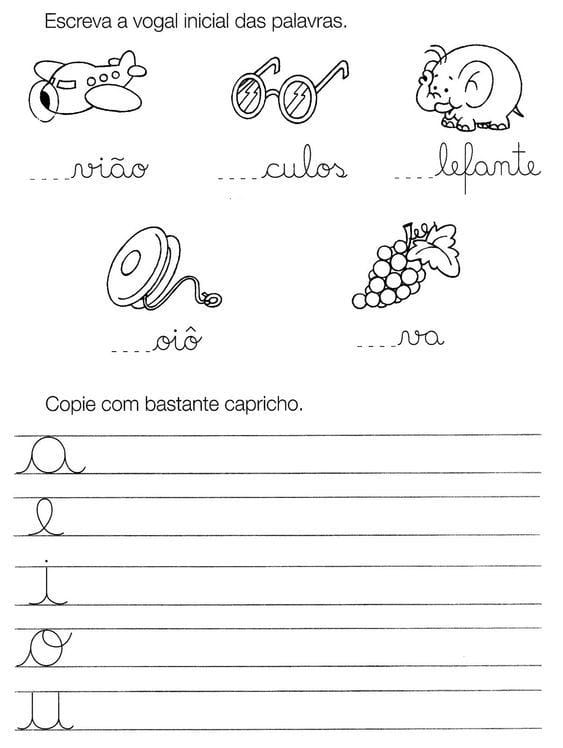 Escreva a vogal inicial das palavras.
____vião ____culos ____lefante
____oiô ____va
Copie com bastante capricho.
a
e
i
o
u